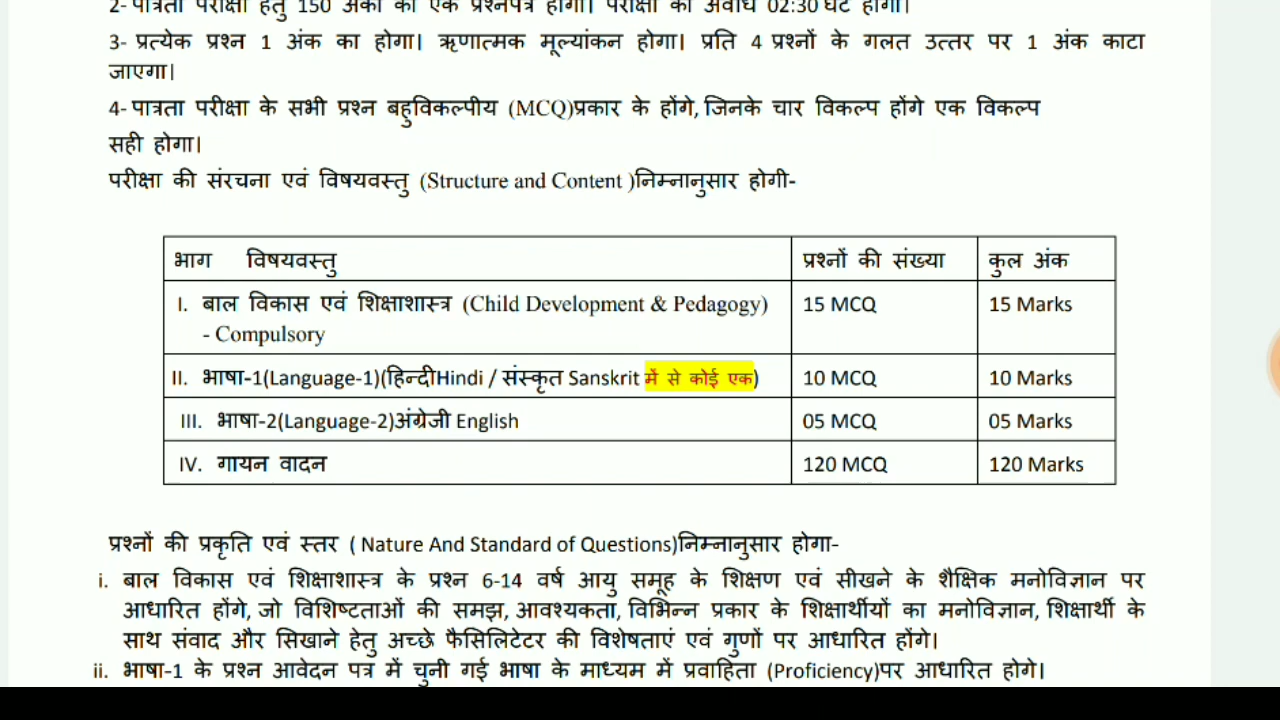 2- पात्रता परीक्षा हेतु 150 अंकों का एक प्रश्नपत्र होगा। परीक्षा की अवधि 02:30 घंटे होगी।
3- प्रत्येक प्रश्न 1 अंक का होगा। ऋणात्मक मूल्यांकन होगा। प्रति 4 प्रश्नों के गलत उत्तर पर 1 अंक काटा
जाएगा।
4- पात्रता परीक्षा के सभी प्रश्न बहुविकल्पीय (MCQ)प्रकार के होंगे, जिनके चार विकल्प होंगे एक विकल्प
सही होगा।
परीक्षा की संरचना एवं विषयवस्तु (Structure and Content )निम्नानुसार होगी-
भाग विषयवस्तु प्रश्नों की संख्या कुल अंक
I. बाल विकास एवं शिक्षाशास्त्र (Child Development & Pedagogy) 15 MCQ 15 Marks
- Compulsory
II. भाषा-1(Language-1)(हिन्दीHindi / संस्कृत Sanskrit में से कोई एक) 10 MCQ 10 Marks
III. भाषा-2(Language-2)अंग्रेजी English 05 MCQ 05 Marks
IV. गायन वादन 120 MCQ 120 Marks
प्रश्नों की प्रकृति एवं स्तर ( Nature And Standard of Questions)निम्नानुसार होगा-
i. बाल विकास एवं शिक्षाशास्त्र के प्रश्न 6-14 वर्ष आयु समूह के शिक्षण एवं सीखने के शैक्षिक मनोविज्ञान पर
आधारित होंगे, जो विशिष्टताओं की समझ, आवश्यकता, विभिन्न प्रकार के शिक्षार्थीयों का मनोविज्ञान, शिक्षार्थी के
साथ संवाद और सिखाने हेतु अच्छे फैसिलिटेटर की विशेषताएं एवं गुणों पर आधारित होंगे।
ii. भाषा-1 के प्रश्न आवेदन पत्र में चुनी गई भाषा के माध्यम में प्रवाहिता (Proficiency)पर आधारित होगे।